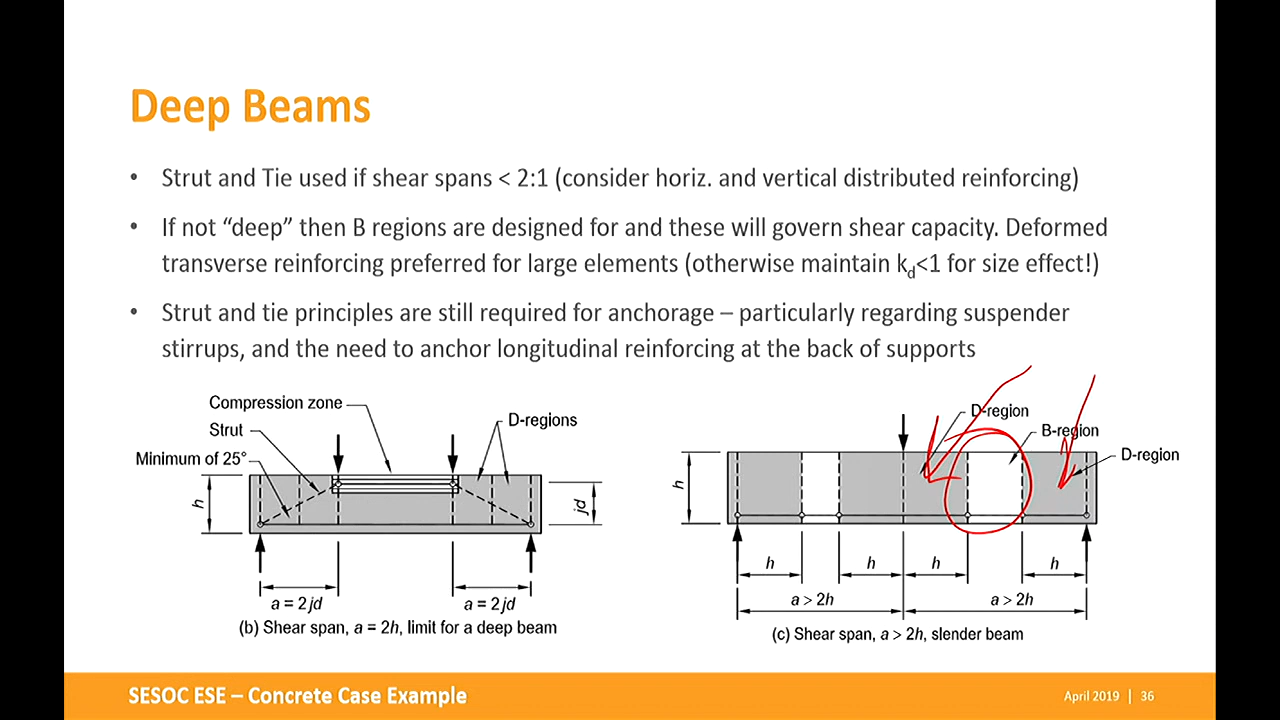 Deep Beams
• Strut and Tie used if shear spans < 2:1 (consider horiz. and vertical distributed reinforcing)
• If not “deep” then B regions are designed for and these will govern shear capacity. Deformed
transverse reinforcing preferred for large elements (otherwise maintain kd<1 for size effect!)
• Strut and tie principles are still required for anchorage – particularly regarding suspender
stirrups, and the need to anchor longitudinal reinforcing at the back of supports
Compression zone
Strut
Minimum of 25°
D-regions
h
jd
a = 2jd
a = 2jd
(b) Shear span, a = 2h, limit for a deep beam
D-region
B-region
D-region
h
h
h
h
h
a > 2h
a > 2h
(c) Shear span, a > 2h, slender beam
SESOC ESE – Concrete Case Example
April 2019 | 36